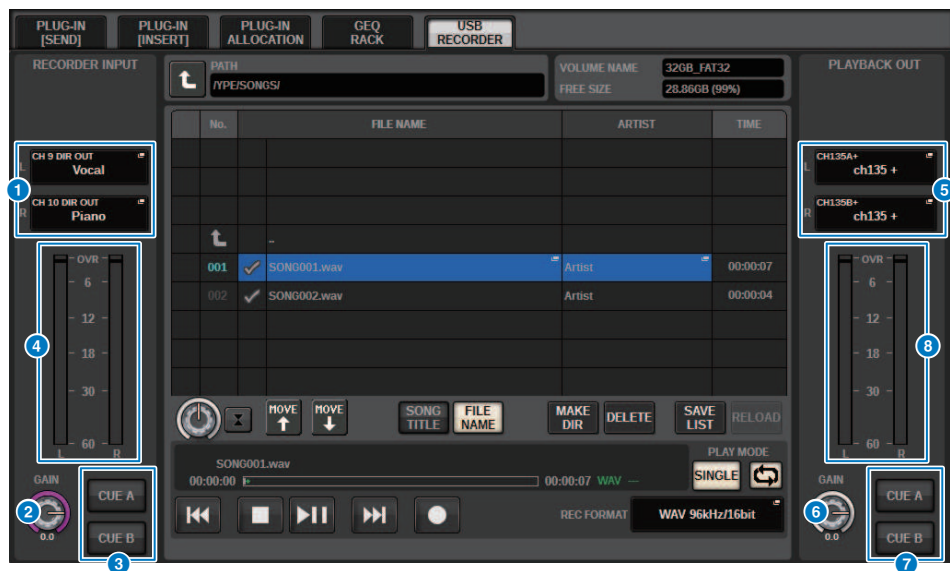 PLUG-IN [SEND]
PLUG-IN [INSERT]
PLUG-IN ALLOCATION
GEQ RACK
USB RECORDER
RECORDER INPUT
PATH
/YPE/SONGS/
VOLUME NAME 32GB_FAT32
FREE SIZE 28.86GB (99%)
PLAYBACK OUT
No. FILE NAME ARTIST TIME
1
L CH 9 DIR OUT
Vocal
R CH 10 DIR OUT
Piano
5
L CH135A+
ch135 +
R CH135B+
ch135 +
-
001 SONG001.wav Artist 00:00:07
002 SONG002.wav Artist 00:00:04
4
OVR
6
12
18
30
60
L R
8
OVR
6
12
18
30
60
L R
MOVE
MOVE
SONG TITLE
FILE NAME
MAKE DIR
DELETE
SAVE LIST
RELOAD
SONG001.wav
00:00:00 00:00:07 WAV ---
PLAY MODE
SINGLE
REC FORMAT WAV 96kHz/16bit
GAIN
2
0.0
CUE A
CUE B
3
GAIN
6
0.0
CUE A
CUE B
7